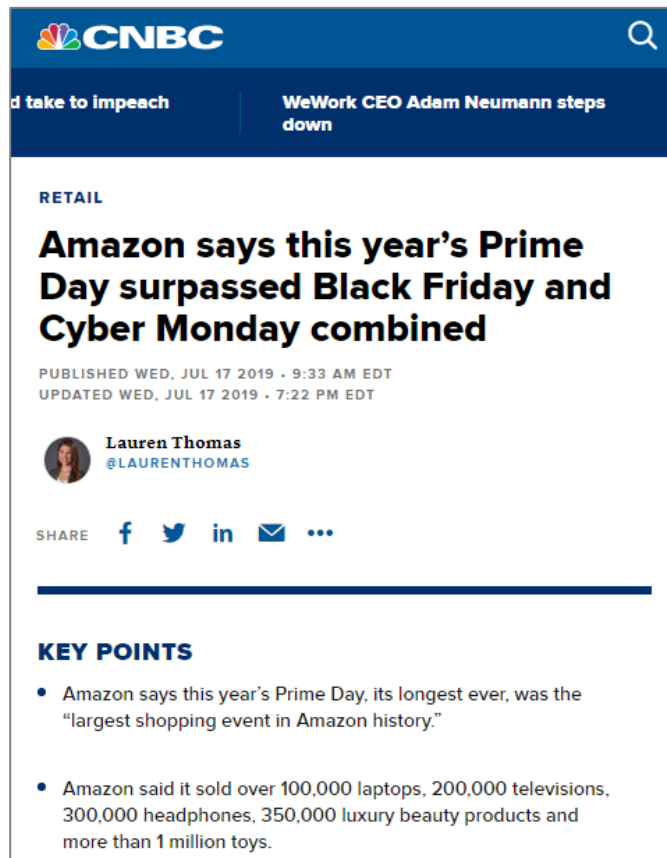 CNBC
d take to impeach
WeWork CEO Adam Neumann steps
down
RETAIL
Amazon says this year’s Prime
Day surpassed Black Friday and
Cyber Monday combined
PUBLISHED WED, JUL 17 2019 • 9:33 AM EDT
UPDATED WED, JUL 17 2019 • 7:22 PM EDT
Lauren Thomas
@LAURENTHOMAS
SHARE
KEY POINTS
• Amazon says this year’s Prime Day, its longest ever, was the
“largest shopping event in Amazon history.”
• Amazon said it sold over 100,000 laptops, 200,000 televisions,
300,000 headphones, 350,000 luxury beauty products and
more than 1 million toys.